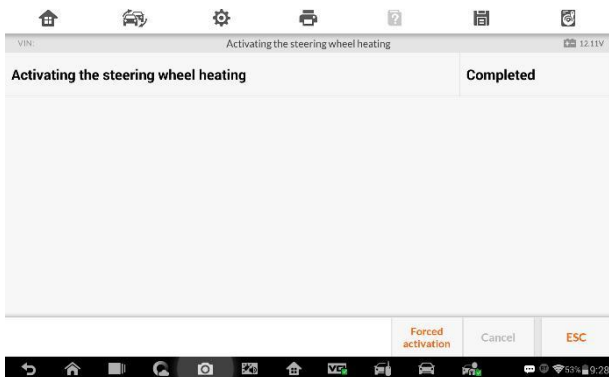 VIN:
Activating the steering wheel heating
12.11V
Activating the steering wheel heating Completed
Forced
activation
Cancel
ESC
53% 9:28